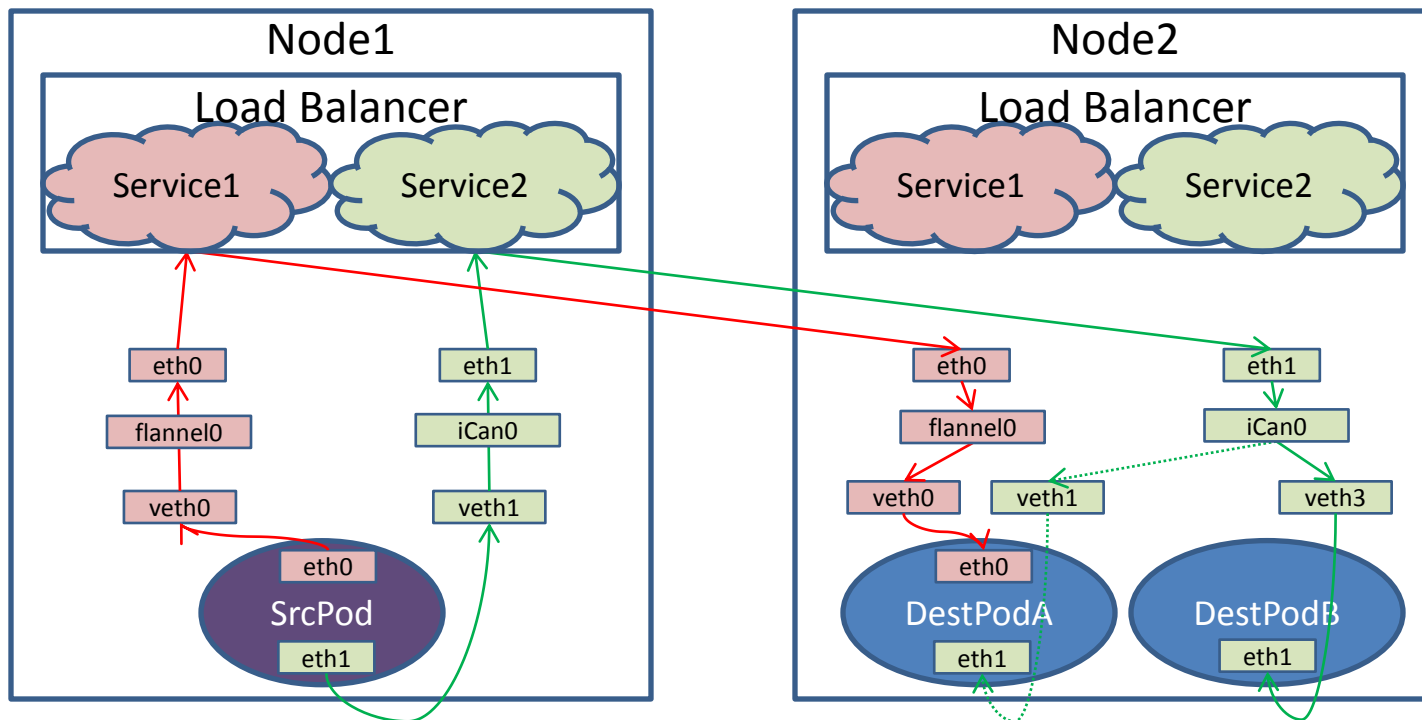 Node1
Load Balancer
Service1
Service2
eth0
eth1
flannel0
iCan0
veth0
veth1
eth0
SrcPod
eth1
Node2
Load Balancer
Service1
Service2
eth0
eth1
flannel0
iCan0
veth0
veth1
veth3
eth0
DestPodA
DestPodB
eth1
eth1